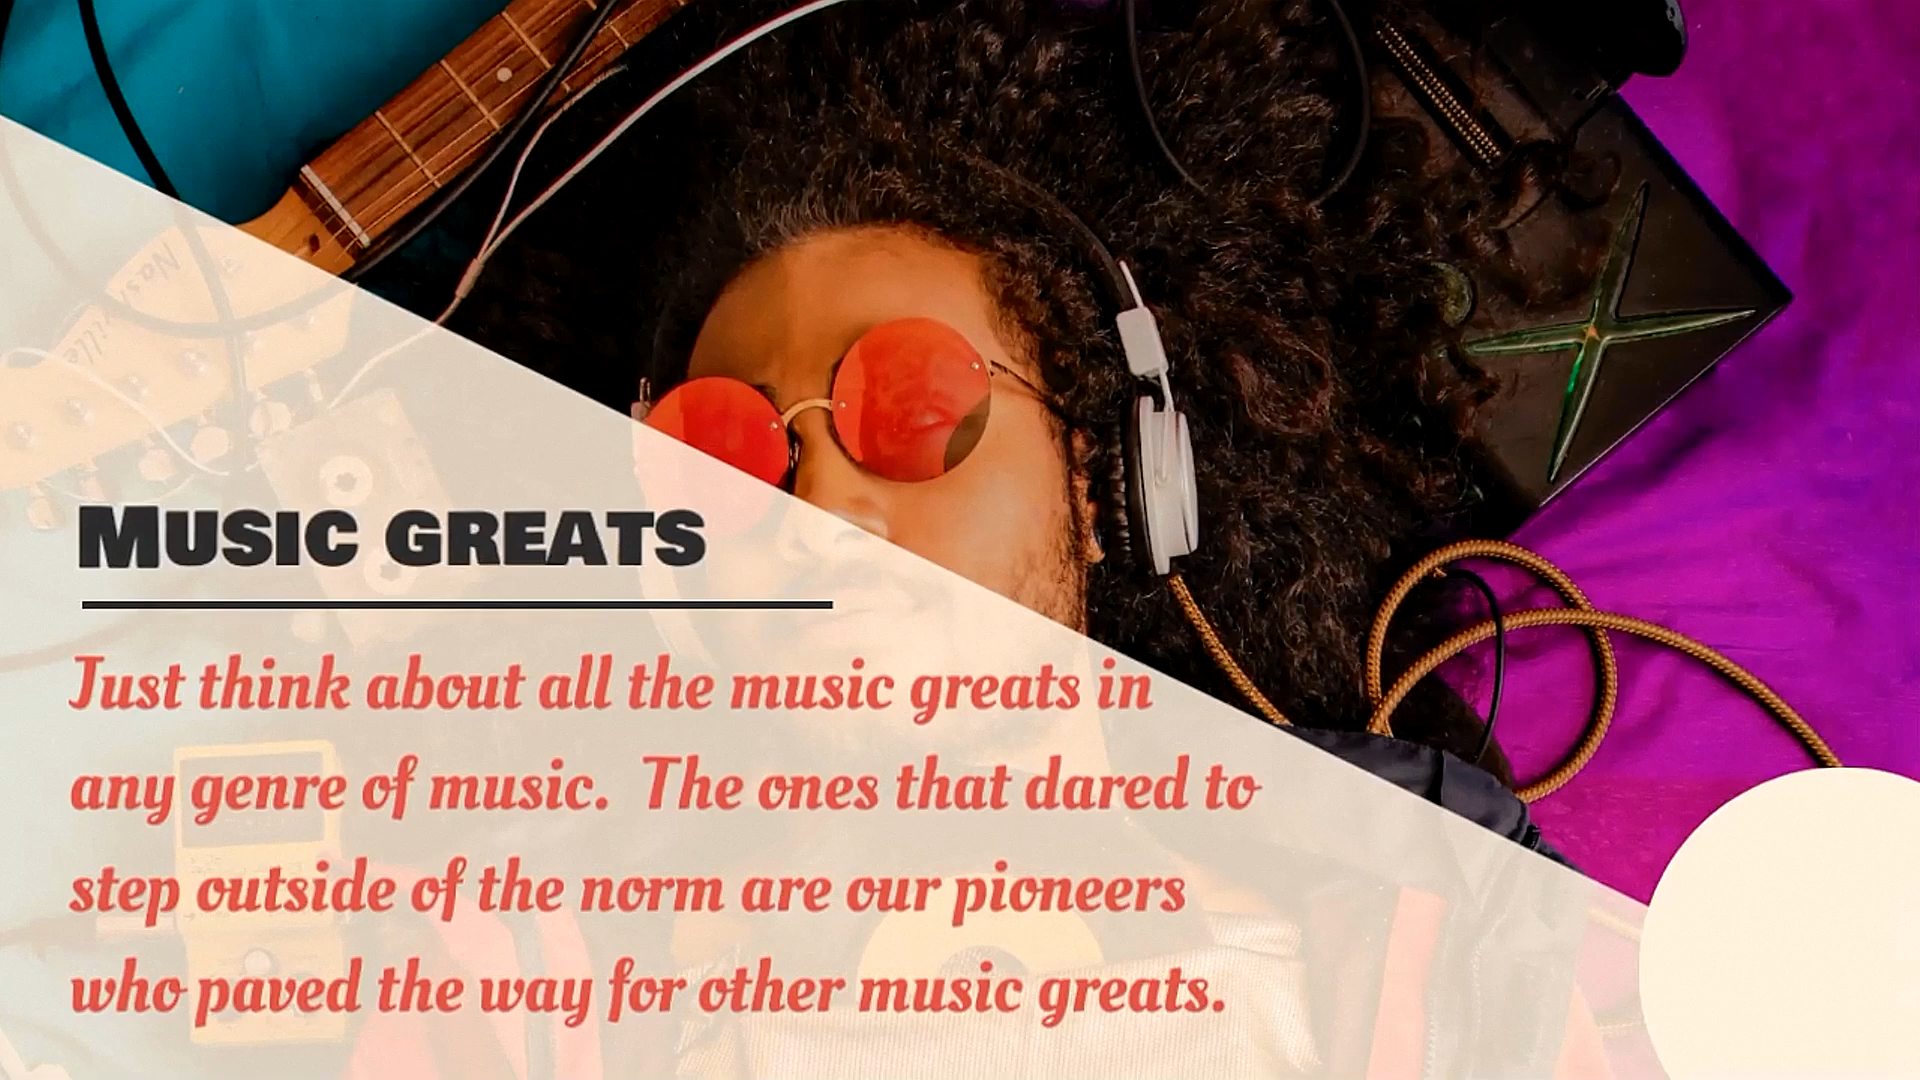 Nashville
MUSIC GREATS
Just think about all the music greats in
any genre of music.  The ones that dared to
step outside of the norm are our pioneers
who paved the way for other music greats.